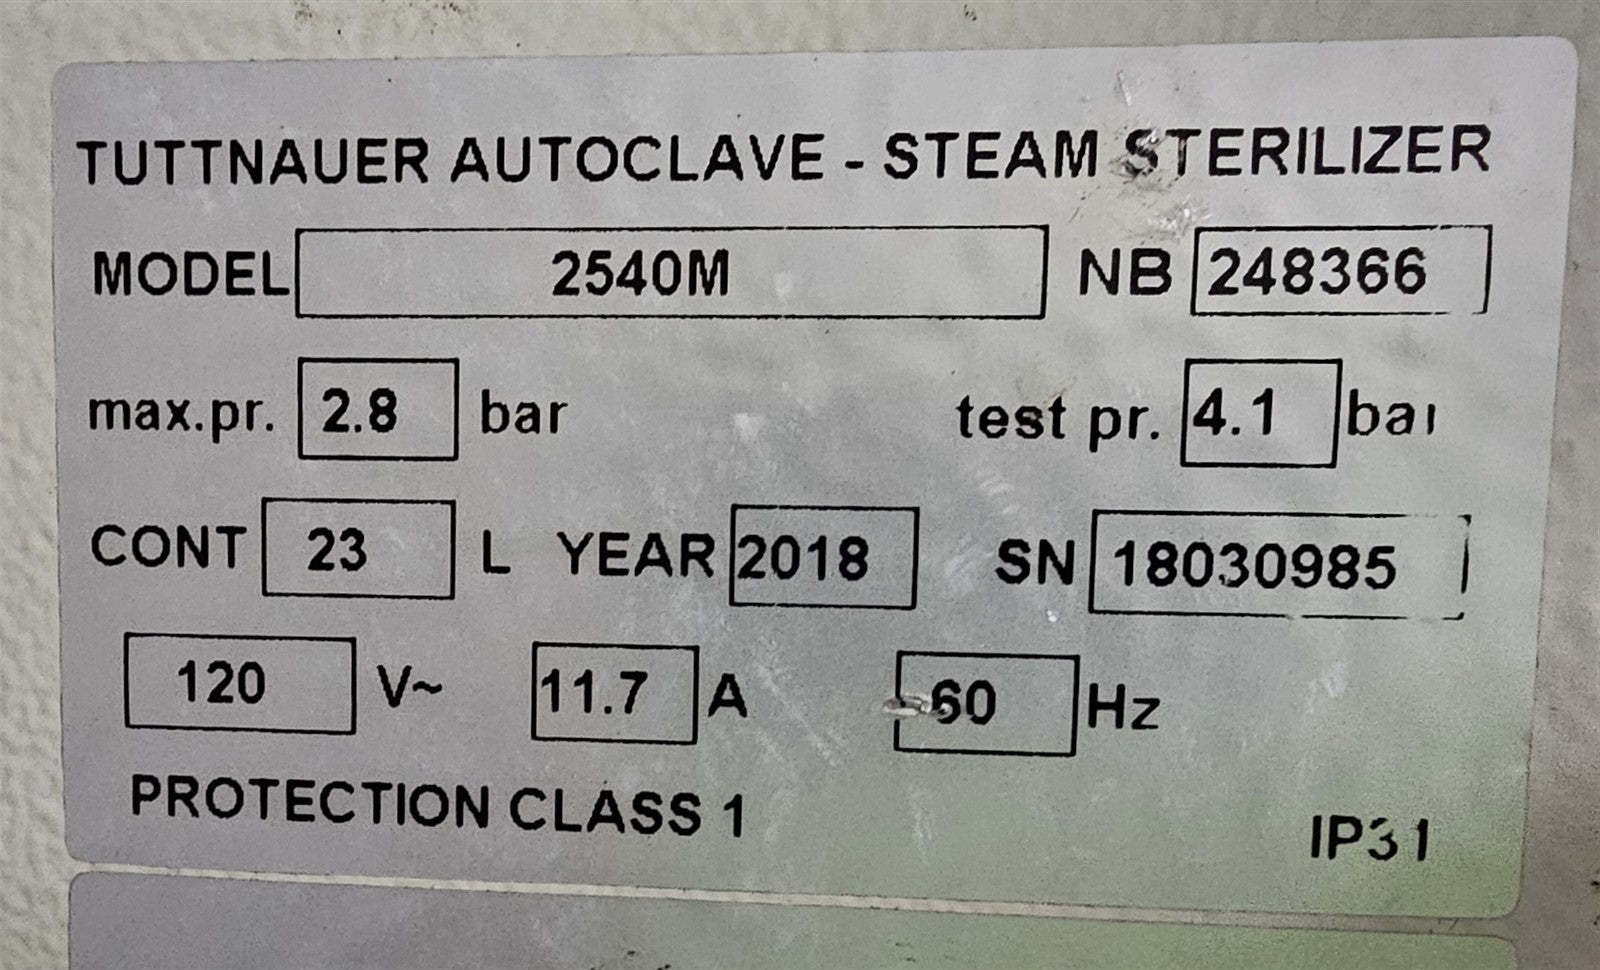 TUTTNAUER AUTOCLAVE - STEAM STERILIZER
MODEL 2540M NB 248366
max.pr. 2.8 bar test pr. 4.1 bar
CONT 23 L YEAR 2018 SN 18030985
120 V~ 11.7 A 60 Hz
PROTECTION CLASS 1 IP31